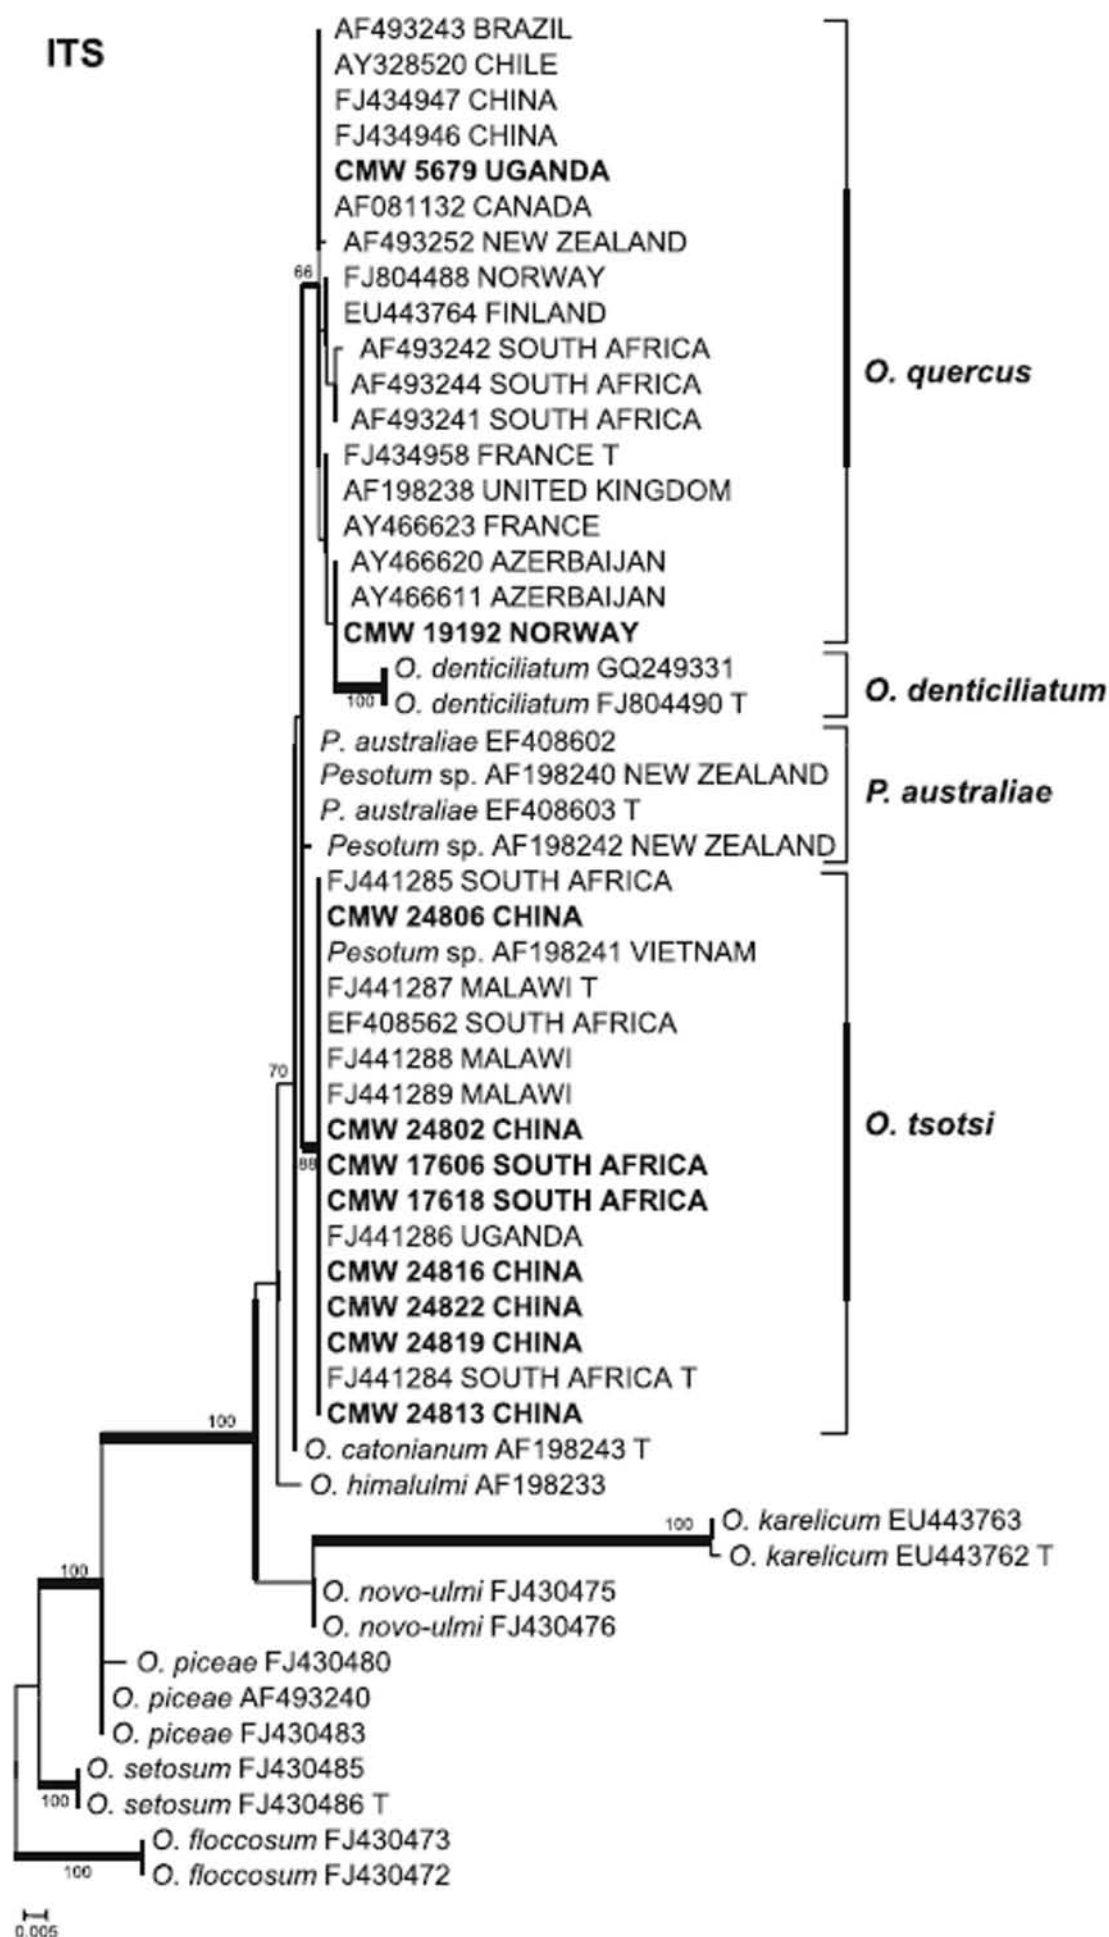 ITS
AF493243 BRAZIL
AY328520 CHILE
FJ434947 CHINA
FJ434946 CHINA
CMW 5679 UGANDA
AF081132 CANADA
AF493252 NEW ZEALAND
66
FJ804488 NORWAY
EU443764 FINLAND
AF493242 SOUTH AFRICA
O. quercus
AF493244 SOUTH AFRICA
AF493241 SOUTH AFRICA
FJ434958 FRANCE T
AF198238 UNITED KINGDOM
AY466623 FRANCE
AY466620 AZERBAIJAN
AY466611 AZERBAIJAN
CMW 19192 NORWAY
O. denticiliatum GQ249331
O. denticiliatum
100
O. denticiliatum FJ804490 T
P. australiae EF408602
Pesotum sp. AF198240 NEW ZEALAND
P. australiae
P. australiae EF408603 T
Pesotum sp. AF198242 NEW ZEALAND
FJ441285 SOUTH AFRICA
CMW 24806 CHINA
Pesotum sp. AF198241 VIETNAM
FJ441287 MALAWI T
EF408562 SOUTH AFRICA
FJ441288 MALAWI
70
FJ441289 MALAWI
CMW 24802 CHINA
O. tsotsi
88
CMW 17606 SOUTH AFRICA
CMW 17618 SOUTH AFRICA
FJ441286 UGANDA
CMW 24816 CHINA
CMW 24822 CHINA
CMW 24819 CHINA
FJ441284 SOUTH AFRICA T
CMW 24813 CHINA
100
O. catonianum AF198243 T
O. himalulmi AF198233
100
O. karelicum EU443763
O. karelicum EU443762 T
100
O. novo-ulmi FJ430475
O. novo-ulmi FJ430476
O. piceae FJ430480
O. piceae AF493240
O. piceae FJ430483
O. setosum FJ430485
100
O. setosum FJ430486 T
O. floccosum FJ430473
100
O. floccosum FJ430472
0.005